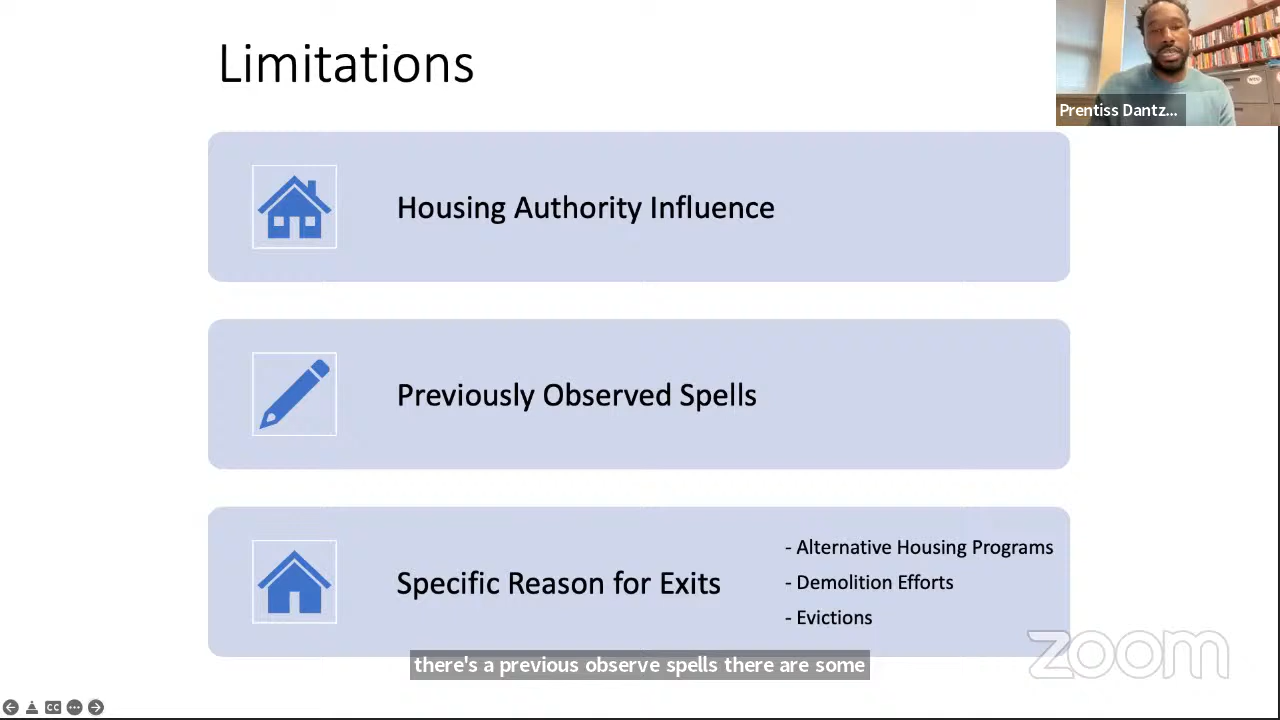 Limitations
Prentiss Dantz...
Housing Authority Influence
Previously Observed Spells
Specific Reason for Exits
- Alternative Housing Programs
- Demolition Efforts
- Evictions
there's a previous observe spells there are some
zoom
CC